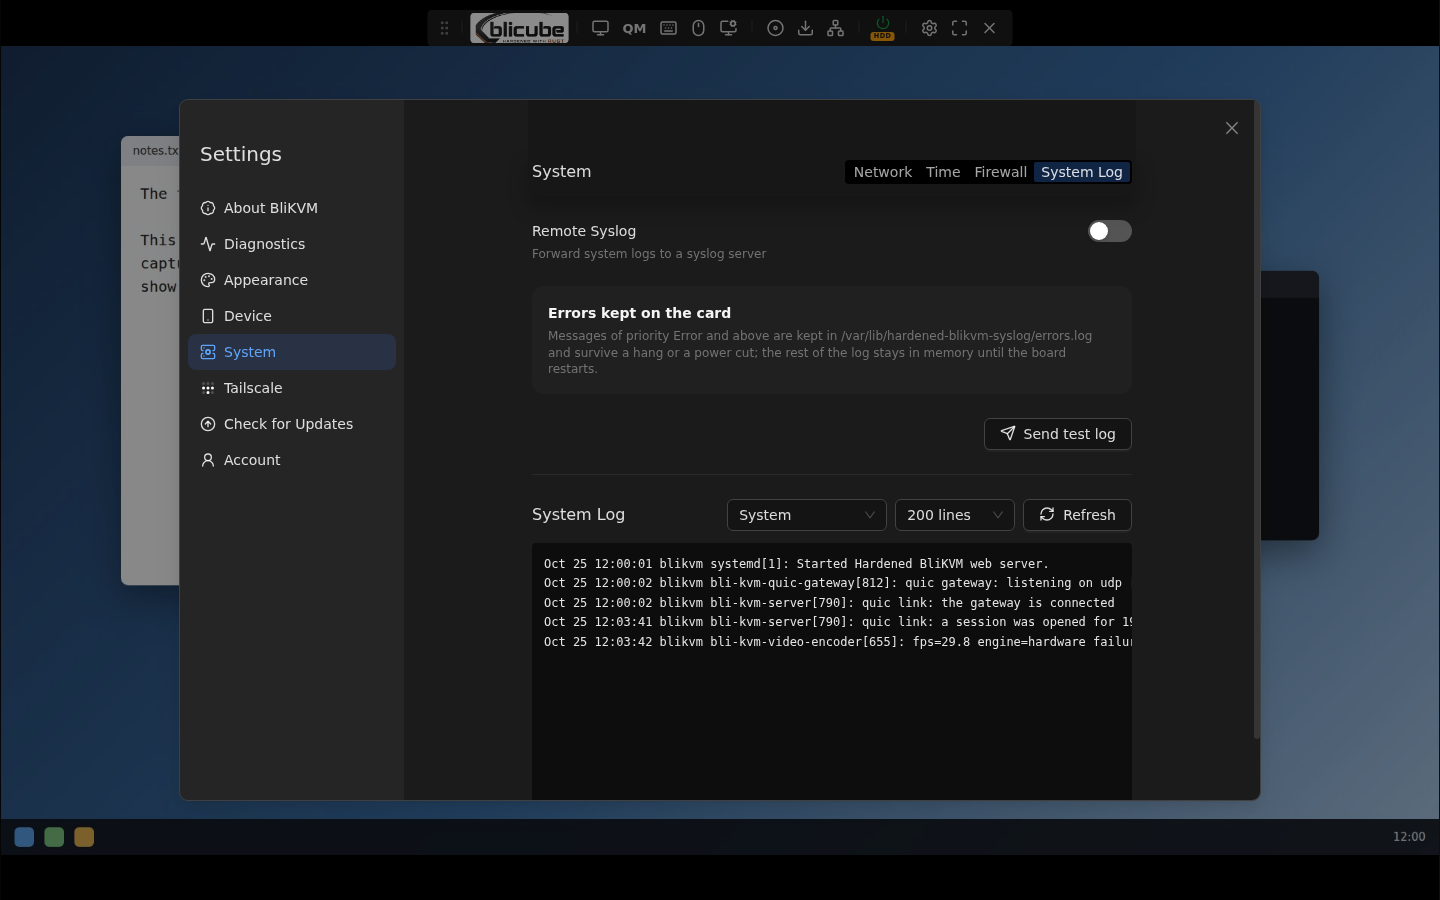 blicube
QM
HDD
notes.tx
The
This
capt
show
Settings
About BliKVM
Diagnostics
Appearance
Device
System
Tailscale
Check for Updates
Account
System
Network Time Firewall System Log
Remote Syslog
Forward system logs to a syslog server
Errors kept on the card
Messages of priority Error and above are kept in /var/lib/hardened-blikvm-syslog/errors.log
and survive a hang or a power cut; the rest of the log stays in memory until the board
restarts.
Send test log
System Log System 200 lines Refresh
Oct 25 12:00:01 blikvm systemd[1]: Started Hardened BliKVM web server.
Oct 25 12:00:02 blikvm bli-kvm-quic-gateway[812]: quic gateway: listening on udp
Oct 25 12:00:02 blikvm bli-kvm-server[790]: quic link: the gateway is connected
Oct 25 12:03:41 blikvm bli-kvm-server[790]: quic link: a session was opened for 19
Oct 25 12:03:42 blikvm bli-kvm-video-encoder[655]: fps=29.8 engine=hardware failur
12:00